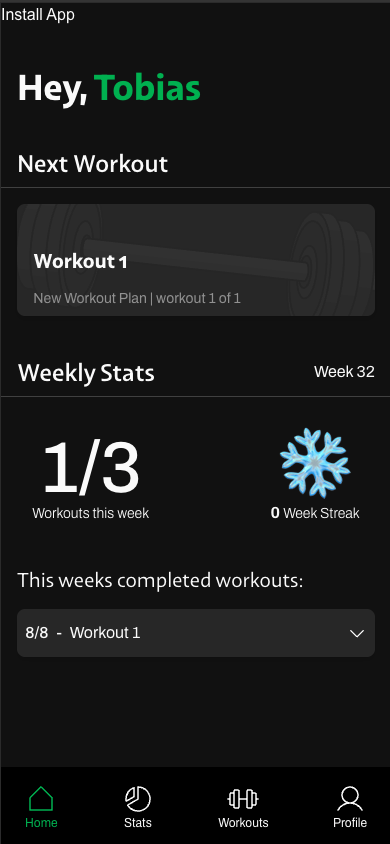 Install App
Hey, Tobias
Next Workout
Workout 1
New Workout Plan | workout 1 of 1
Weekly Stats Week 32
1/3
Workouts this week
0 Week Streak
This weeks completed workouts:
8/8 - Workout 1
Home Stats Workouts Profile